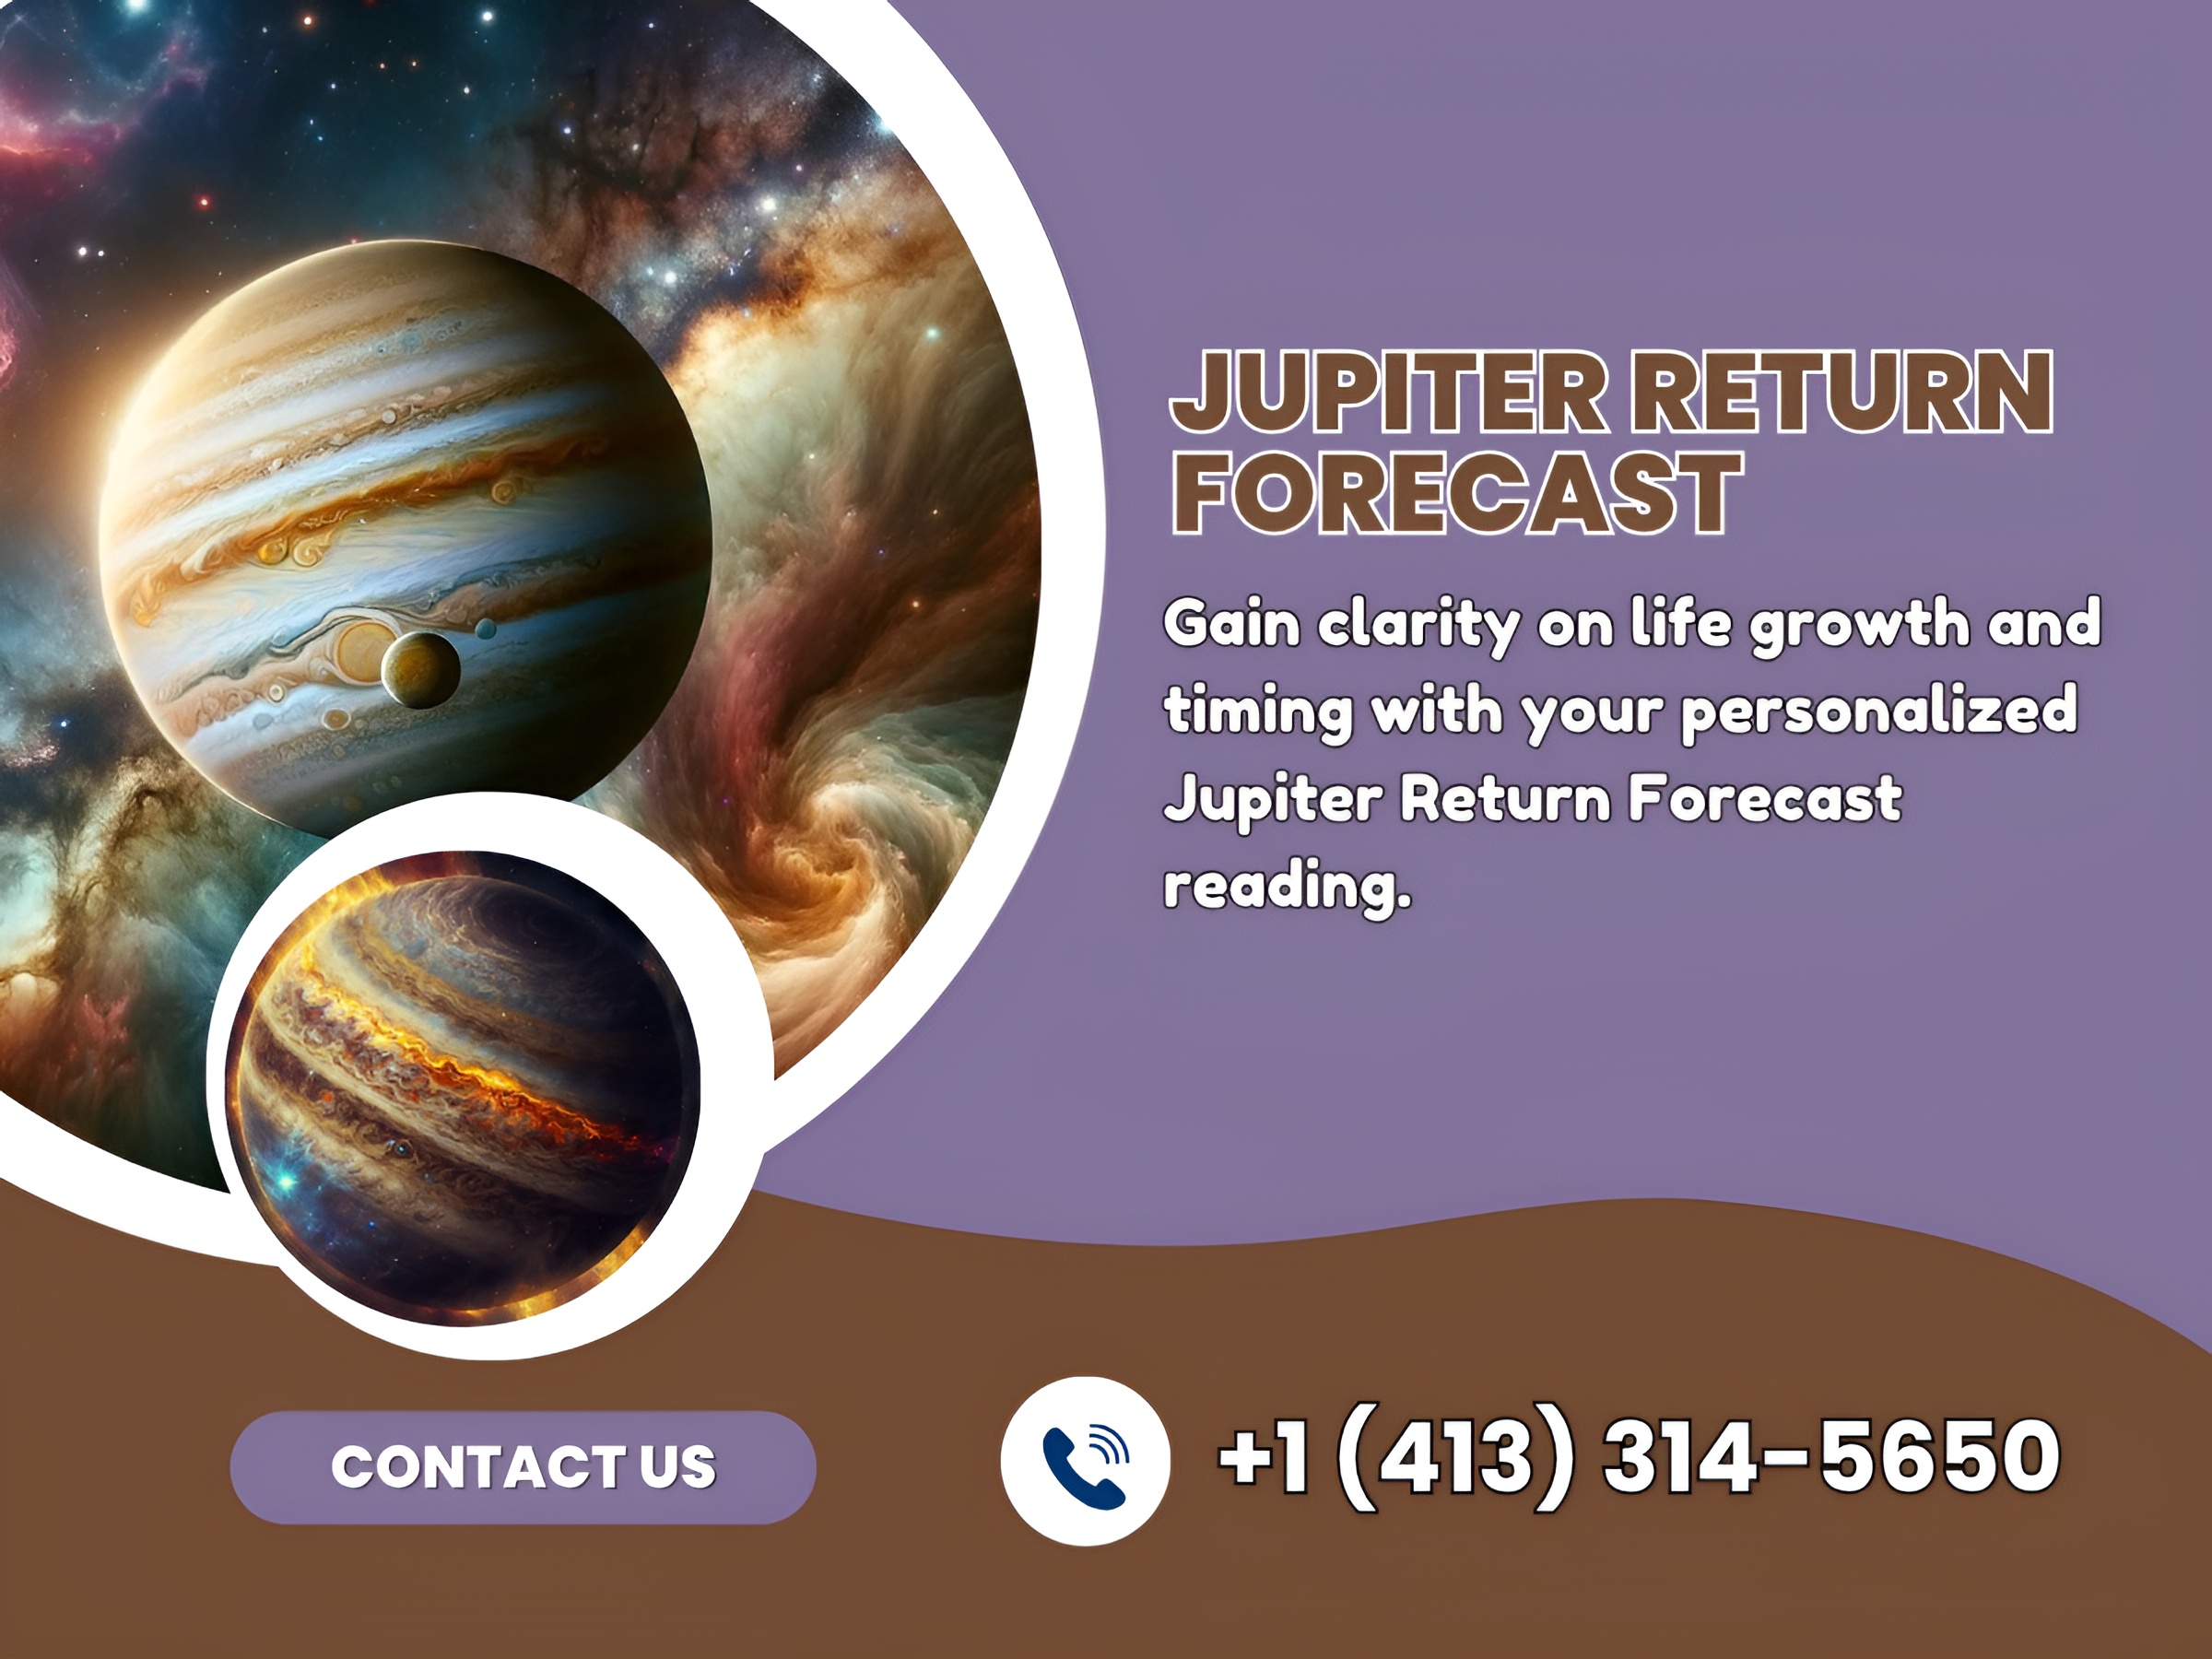 JUPITER RETURN
FORECAST
Gain clarity on life growth and
timing with your personalized
Jupiter Return Forecast
reading.
CONTACT US
+1 (413) 314-5650